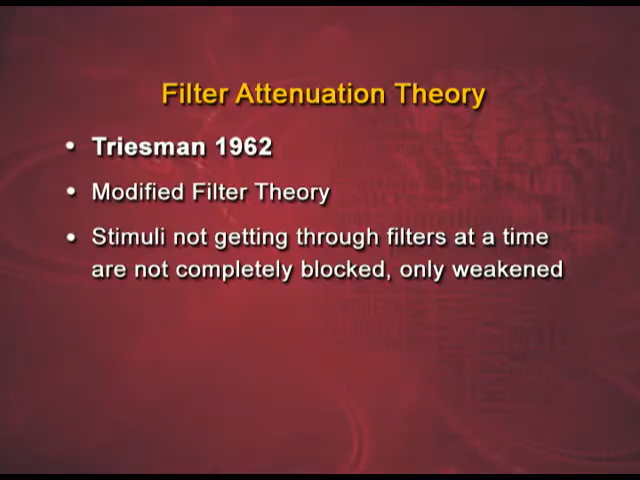 Filter Attenuation Theory
• Triesman 1962
• Modified Filter Theory
• Stimuli not getting through filters at a time
are not completely blocked, only weakened